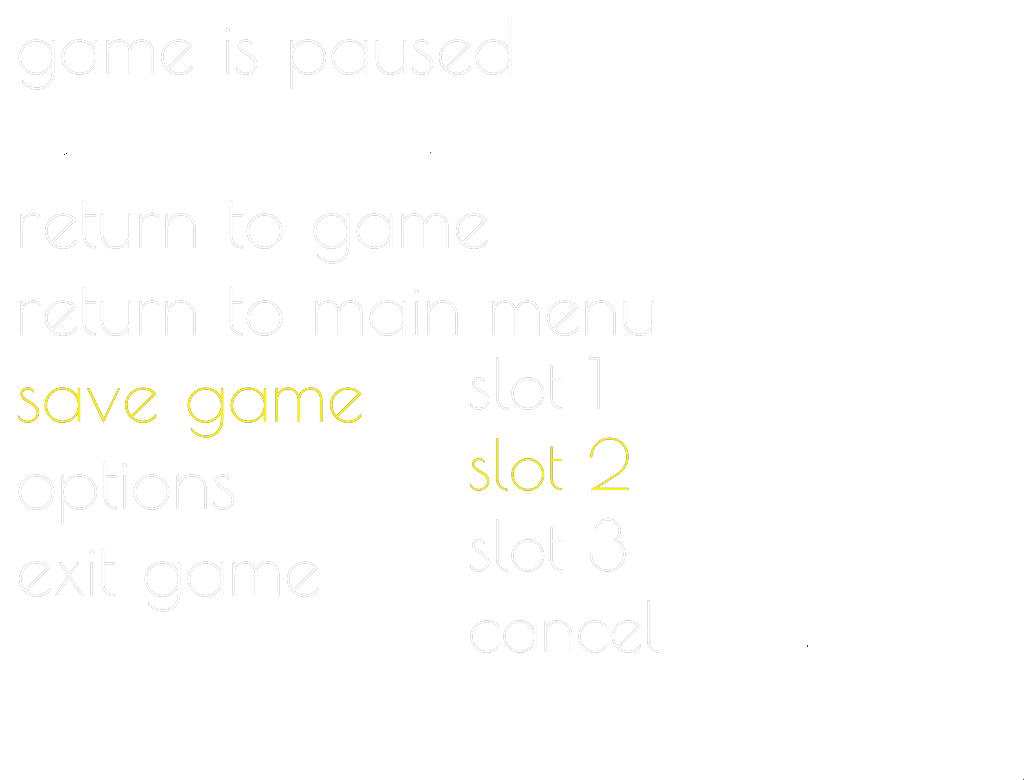 game is paused
return to game
return to main menu
save game
options
exit game
slot 1
slot 2
slot 3
cancel